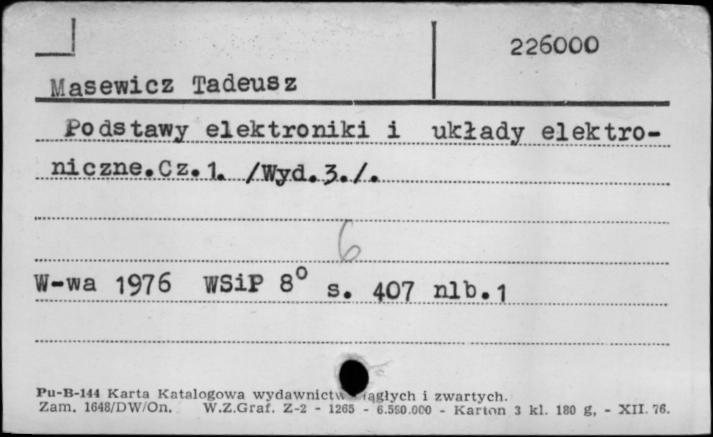 226000
Masewicz Tadeusz
Podstawy elektroniki i układy elektro-
niczne.Cz.1. /Wyd.3./.
6
W-wa 1976 WSiP 8° s. 407 nlb.1
Pu-B-144 Karta Katalogowa wydawnictw ciągłych i zwartych.
Zam. 1648/DW/On. W.Z.Graf. Z-2 - 1265 - 6.550.000 - Karton 3 kl. 180 g, - XII. 76.